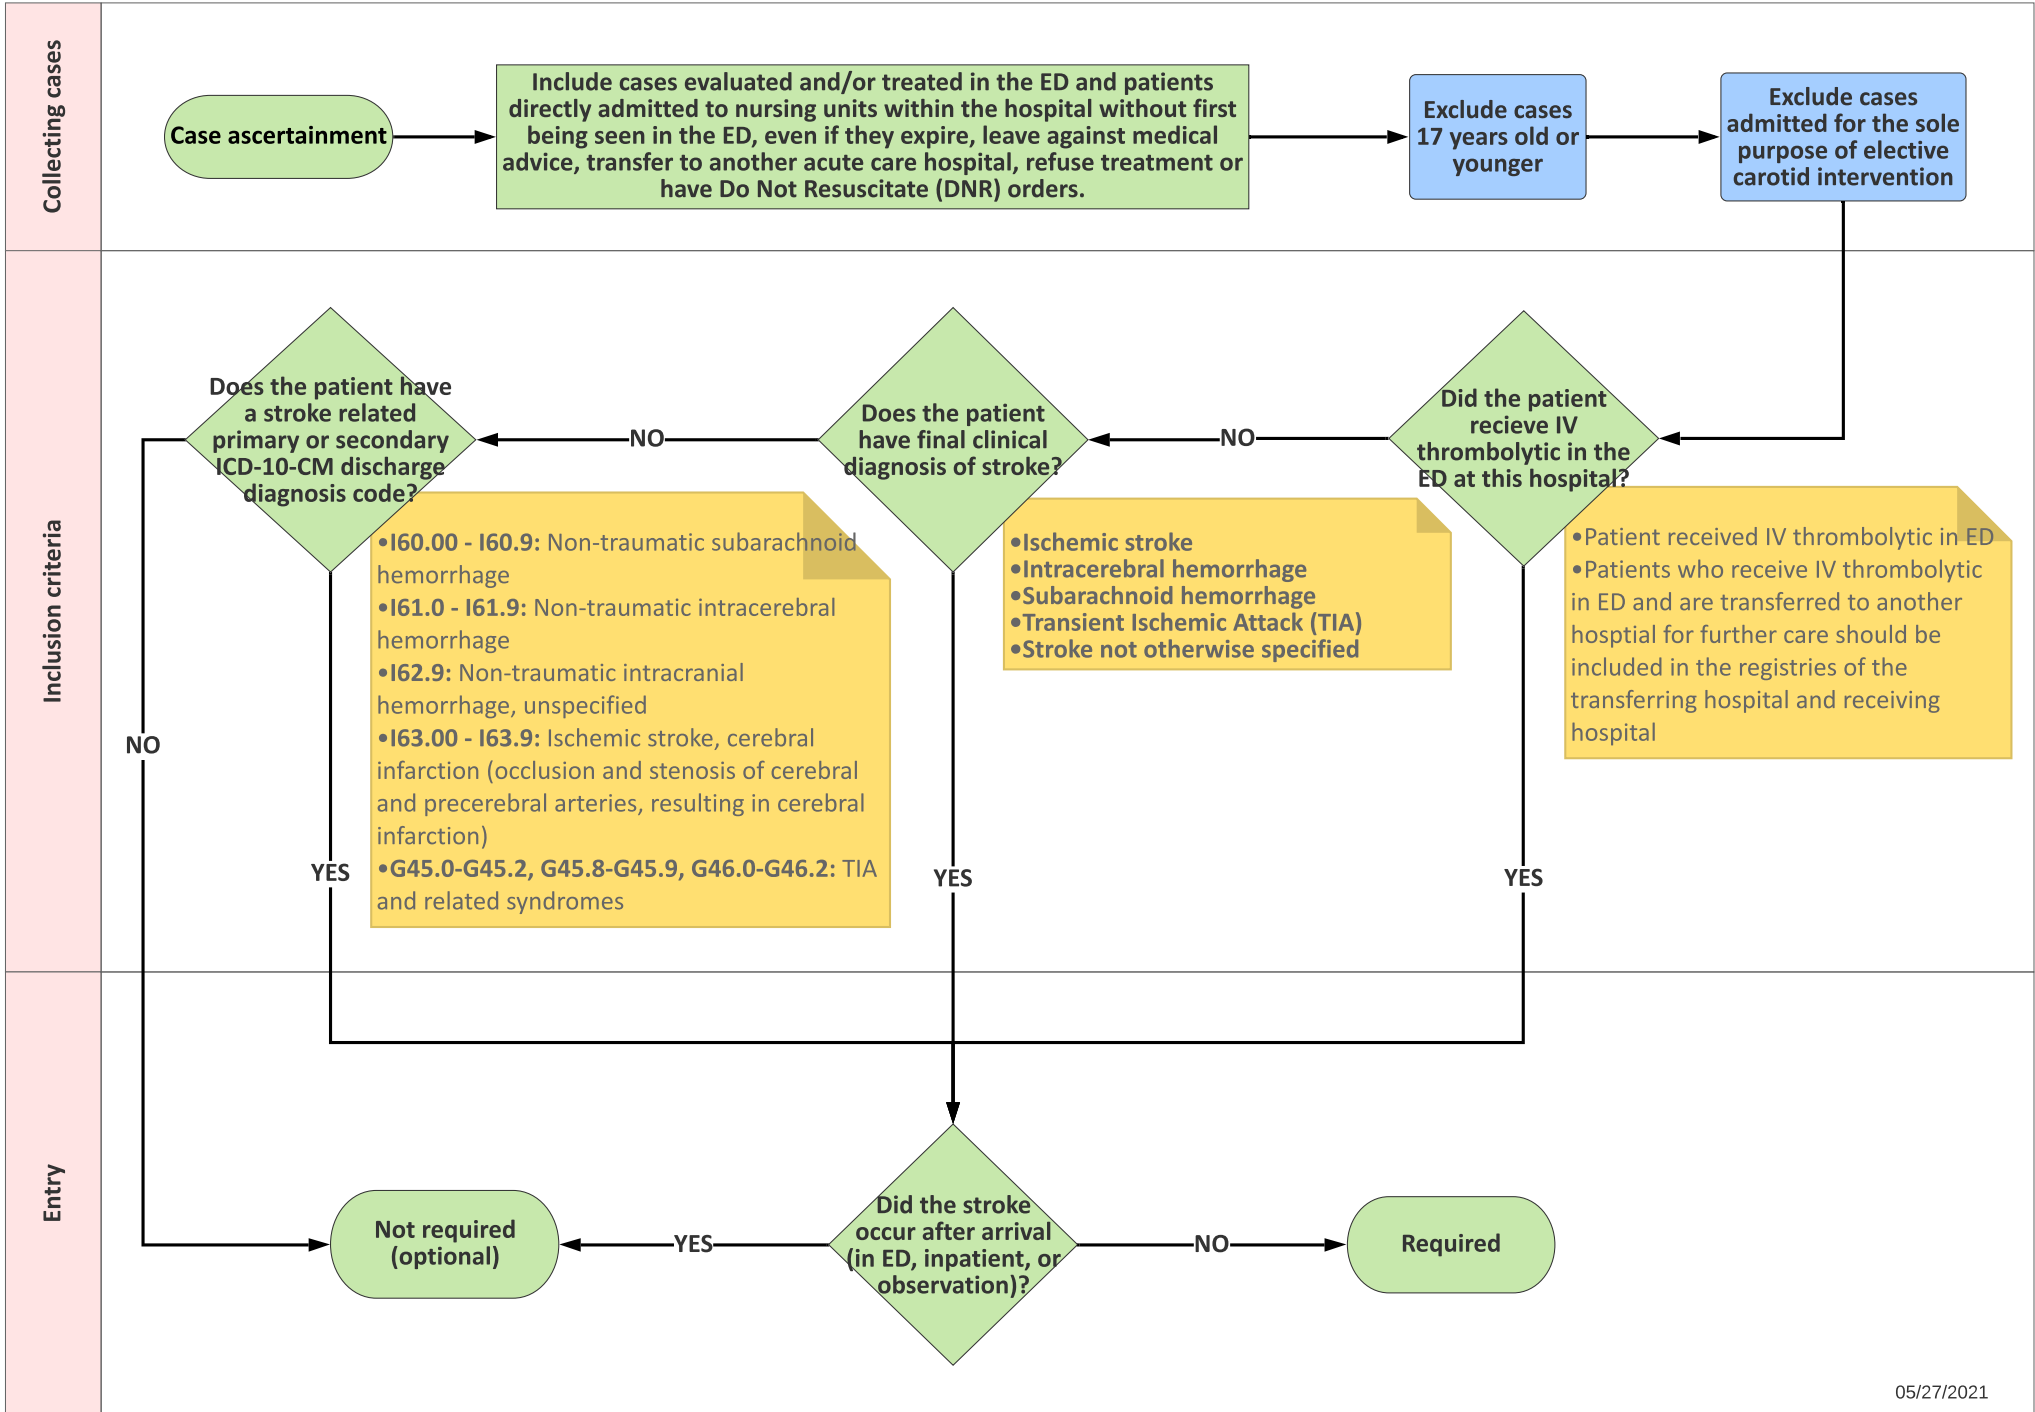 Collecting cases
Case ascertainment
Include cases evaluated and/or treated in the ED and patients
directly admitted to nursing units within the hospital without first
being seen in the ED, even if they expire, leave against medical
advice, transfer to another acute care hospital, refuse treatment or
have Do Not Resuscitate (DNR) orders.
Exclude cases
17 years old or
younger
Exclude cases
admitted for the sole
purpose of elective
carotid intervention
Inclusion criteria
Did the patient
recieve IV
thrombolytic in the
ED at this hospital?
•Patient received IV thrombolytic in ED
•Patients who receive IV thrombolytic
in ED and are transferred to another
hosptial for further care should be
included in the registries of the
transferring hospital and receiving
hospital
NO
YES
Does the patient
have final clinical
diagnosis of stroke?
•Ischemic stroke
•Intracerebral hemorrhage
•Subarachnoid hemorrhage
•Transient Ischemic Attack (TIA)
•Stroke not otherwise specified
NO
YES
Does the patient have
a stroke related
primary or secondary
ICD-10-CM discharge
diagnosis code?
•I60.00 - I60.9: Non-traumatic subarachnoid
hemorrhage
•I61.0 - I61.9: Non-traumatic intracerebral
hemorrhage
•I62.9: Non-traumatic intracranial
hemorrhage, unspecified
•I63.00 - I63.9: Ischemic stroke, cerebral
infarction (occlusion and stenosis of cerebral
and precerebral arteries, resulting in cerebral
infarction)
•G45.0-G45.2, G45.8-G45.9, G46.0-G46.2: TIA
and related syndromes
NO
YES
Entry
Did the stroke
occur after arrival
(in ED, inpatient, or
observation)?
YES
Not required
(optional)
NO
Required
05/27/2021